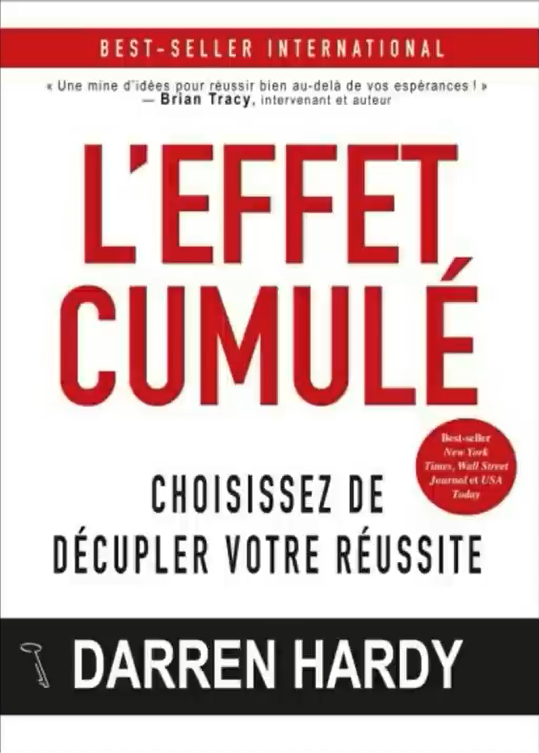 BEST-SELLER INTERNATIONAL
« Une mine d'idées pour réussir bien au-delà de vos espérances ! »
— Brian Tracy, intervenant et auteur
L'EFFET
CUMULÉ
Best-seller
New York
Times, Wall Street
Journal et USA
Today
CHOISISSEZ DE
DÉCUPLER VOTRE RÉUSSITE
DARREN HARDY